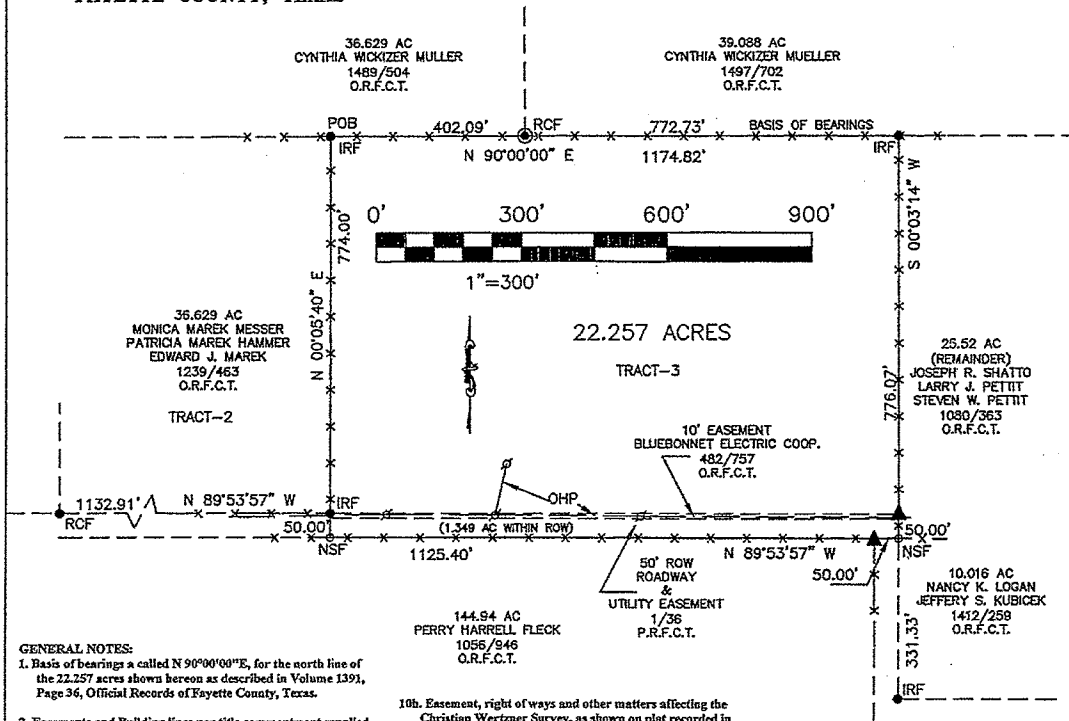 FAYETTE COUNTY, TEXAS
36.629 AC
CYNTHIA WICKIZER MULLER
1489/504
O.R.F.C.T.
39.088 AC
CYNTHIA WICKIZER MUELLER
1497/702
O.R.F.C.T.
POB
402.09'
RCF
772.73'
BASIS OF BEARINGS
IRF
N 90°00'00" E
1174.82'
IRF
0'
300'
600'
900'
1"=300'
774.00'
N 00°05'40" E
S 00°03'14" W
776.07'
36.629 AC
MONICA MAREK MESSER
PATRICIA MAREK HAMMER
EDWARD J. MAREK
1239/463
O.R.F.C.T.
TRACT-2
22.257 ACRES
TRACT-3
25.52 AC
(REMAINDER)
JOSEPH R. SHATTO
LARRY J. PETTIT
STEVEN W. PETTIT
1080/363
O.R.F.C.T.
10' EASEMENT
BLUEBONNET ELECTRIC COOP.
482/757
O.R.F.C.T.
OHP
1132.91'
N 89°53'57" W
IRF
RCF
50.00'
(1.349 AC WITHIN ROW)
50.00'
NSF
1125.40'
N 89°53'57" W
NSF
50.00'
50' ROW
ROADWAY
&
UTILITY EASEMENT
1/36
P.R.F.C.T.
10.016 AC
NANCY K. LOGAN
JEFFERY S. KUBICEK
1412/259
O.R.F.C.T.
144.94 AC
PERRY HARRELL FLECK
1056/946
O.R.F.C.T.
331.33'
IRF
GENERAL NOTES:
1. Basis of bearings a called N 90°00'00"E, for the north line of
the 22.257 acres shown hereon as described in Volume 1391,
Page 36, Official Records of Fayette County, Texas.
10b. Easement, right of ways and other matters affecting the
Christian Wertzner Survey, as shown on plat recorded in